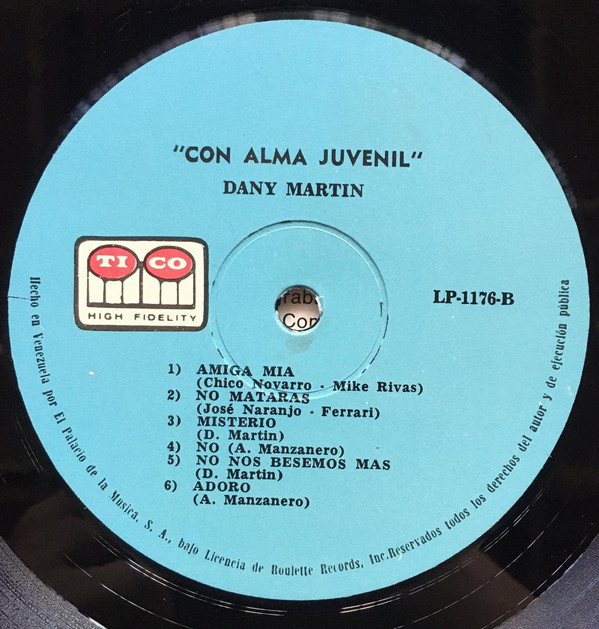 "CON ALMA JUVENIL"
DANY MARTIN
TICO
HIGH FIDELITY
LP-1176-B
1) AMIGA MIA
(Chico Novarro - Mike Rivas)
2) NO MATARAS
(José Naranjo - Ferrari)
3) MISTERIO
(D. Martin)
4) NO (A. Manzanero)
5) NO NOS BESEMOS MAS
(D. Martin)
6) ADORO
(A. Manzanero)
Hecho en Venezuela por El Palacio de la Musica, S. A., bajo Licencia de Roulette Records, Inc.Reservados todos los derechos del autor y de ejecución pública